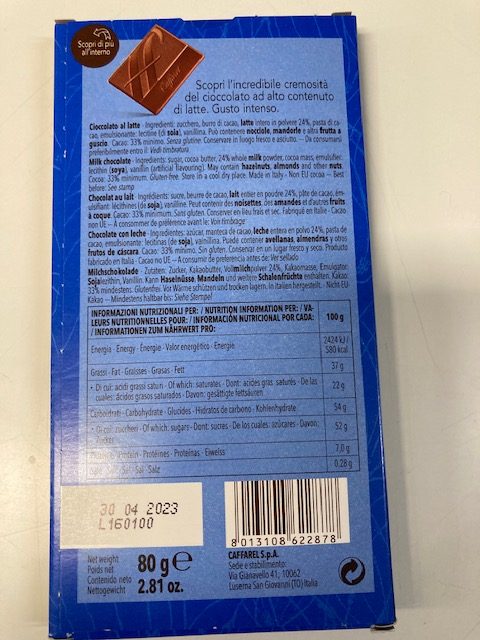 Scopri di più
all'interno
Caffarel
Scopri l'incredibile cremosità
del cioccolato ad alto contenuto
di latte. Gusto intenso.
Cioccolato al latte - Ingredienti: zucchero, burro di cacao, latte intero in polvere 24%, pasta di ca-
cao, emulsionante: lecitine (di soia), vanillina. Può contenere nocciole, mandorle e altra frutta a
guscio. Cacao: 33% minimo. Senza glutine. Conservare in luogo fresco e asciutto. - Da consumarsi
preferibilmente entro il: Vedi timbratura
Milk chocolate - Ingredients: sugar, cocoa butter, 24% whole milk powder, cocoa mass, emulsifier:
lecithin (soya), vanillin (artificial flavouring). May contain hazelnuts, almonds and other nuts.
Cocoa: 33% minimum. Gluten free. Store in a cool dry place. Made in Italy - Non EU cocoa - Best
before: See stamp
Chocolat au lait - Ingrédients: sucre, beurre de cacao, lait entier en poudre 24%, pâte de cacao, ém-
ulsifiant: lécithines (de soja), vanilline. Peut contenir des noisettes, des amandes et d'autres fruits
à coque. Cacao: 33% minimum. Sans gluten. Conserver en lieu frais et sec. Fabriqué en Italie - Cacao
non UE - A consommer de préférence avant le: Voir timbrage
Chocolate con leche - Ingredientes: azúcar, manteca de cacao, leche entera en polvo 24%, pasta de
cacao, emulsionante: lecitinas (de soja), vainillina. Puede contener avellanas, almendras y otros
frutos de cáscara. Cacao: 33% mínimo. Sin gluten. Conservar en un lugar fresco y seco. Producto
fabricado en Italia - Cacao no UE - A consumir de preferencia antes de: Ver sellado
Milchschokolade - Zutaten: Zucker, Kakaobutter, Vollmilchpulver 24%, Kakaomasse, Emulgator:
Sojalezithin, Vanillin. Kann Haselnüsse, Mandeln und weitere Schalenfrüchte enthalten. Kakao:
33% mindestens. Glutenfrei. Vor Wärme schützen und trocken lagern. In Italien hergestellt. - Nicht EU-
Kakao - Mindestens haltbar bis: Siehe Stempel
INFORMAZIONI NUTRIZIONALI PER: / NUTRITION INFORMATION PER: / VA-
LEURS NUTRITIONNELLES POUR: / INFORMACIÓN NUTRICIONAL POR CADA:
/ INFORMATIONEN ZUM NÄHRWERT PRO:
100 g
Energia - Energy - Énergie - Valor energético - Energie
2424 kJ /
580 kcal
Grassi - Fat - Graisses - Grasas - Fett
37 g
- Di cui: acidi grassi saturi - Of which: saturates - Dont: acides gras saturés - De las
cuales: ácidos grasos saturados - Davon: gesättigte Fettsäuren
22 g
Carboidrati - Carbohydrate - Glucides - Hidratos de carbono - Kohlenhydrate
54 g
- Di cui: zuccheri - Of which: sugars - Dont: sucres - De los cuales: azúcares - Davon:
Zucker
52 g
Protein - Protéines - Proteínas - Eiweiss
7,0 g
Sale - Salt - Sel - Sal - Salz
0.28 g
30 04 2023
L160100
8 013108 622878
Net weight
Poids net
Contenido neto
Nettogewicht
80 g e
2.81 oz.
CAFFAREL S.p.A.
Sede e stabilimento:
Via Gianavello 41, 10062
Luserna San Giovanni (TO) Italia